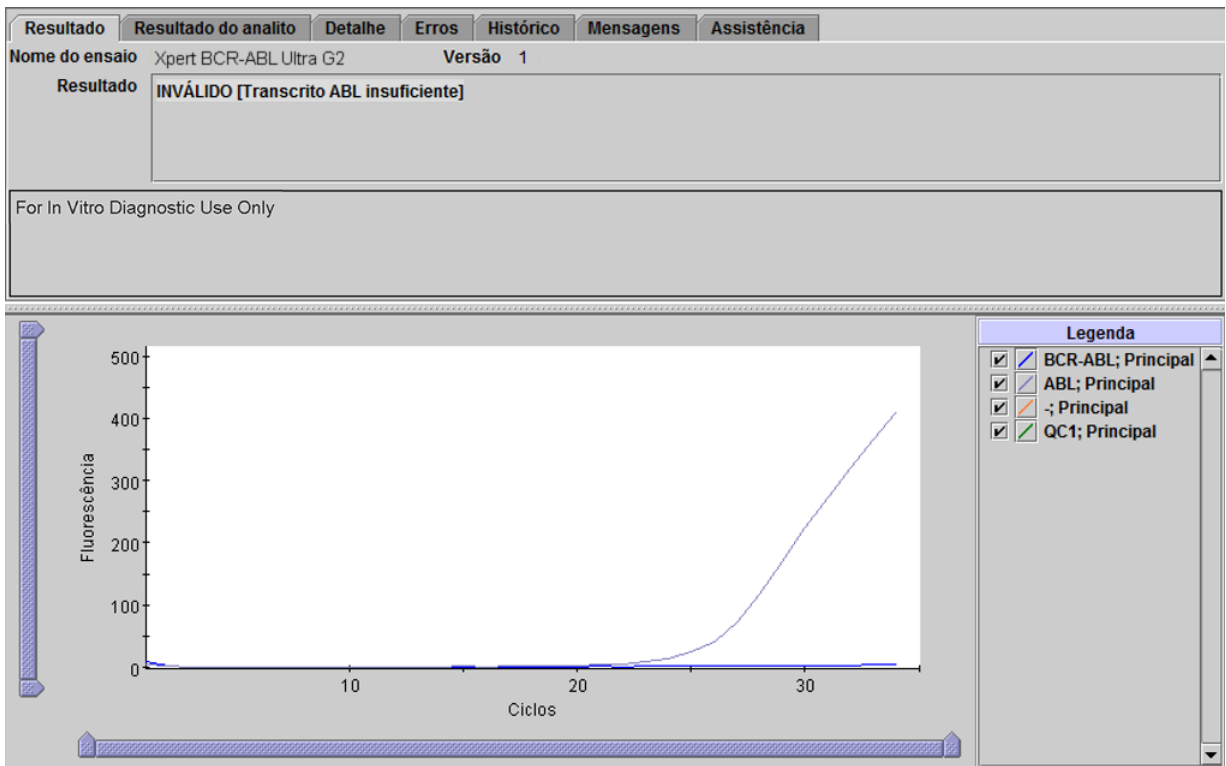 Resultado Resultado do analito Detalhe Erros Histórico Mensagens Assistência
Nome do ensaio Xpert BCR-ABL Ultra G2 Versão 1
Resultado INVÁLIDO [Transcrito ABL insuficiente]
For In Vitro Diagnostic Use Only
Legenda
BCR-ABL; Principal
ABL; Principal
-; Principal
QC1; Principal
500
400
300
200
100
0
Fluorescência
10 20 30
Ciclos